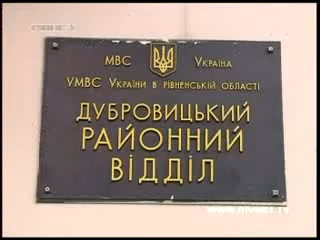 МВС Україна
УМВС України в Рівненській області
Дубровицький
районний
відділ